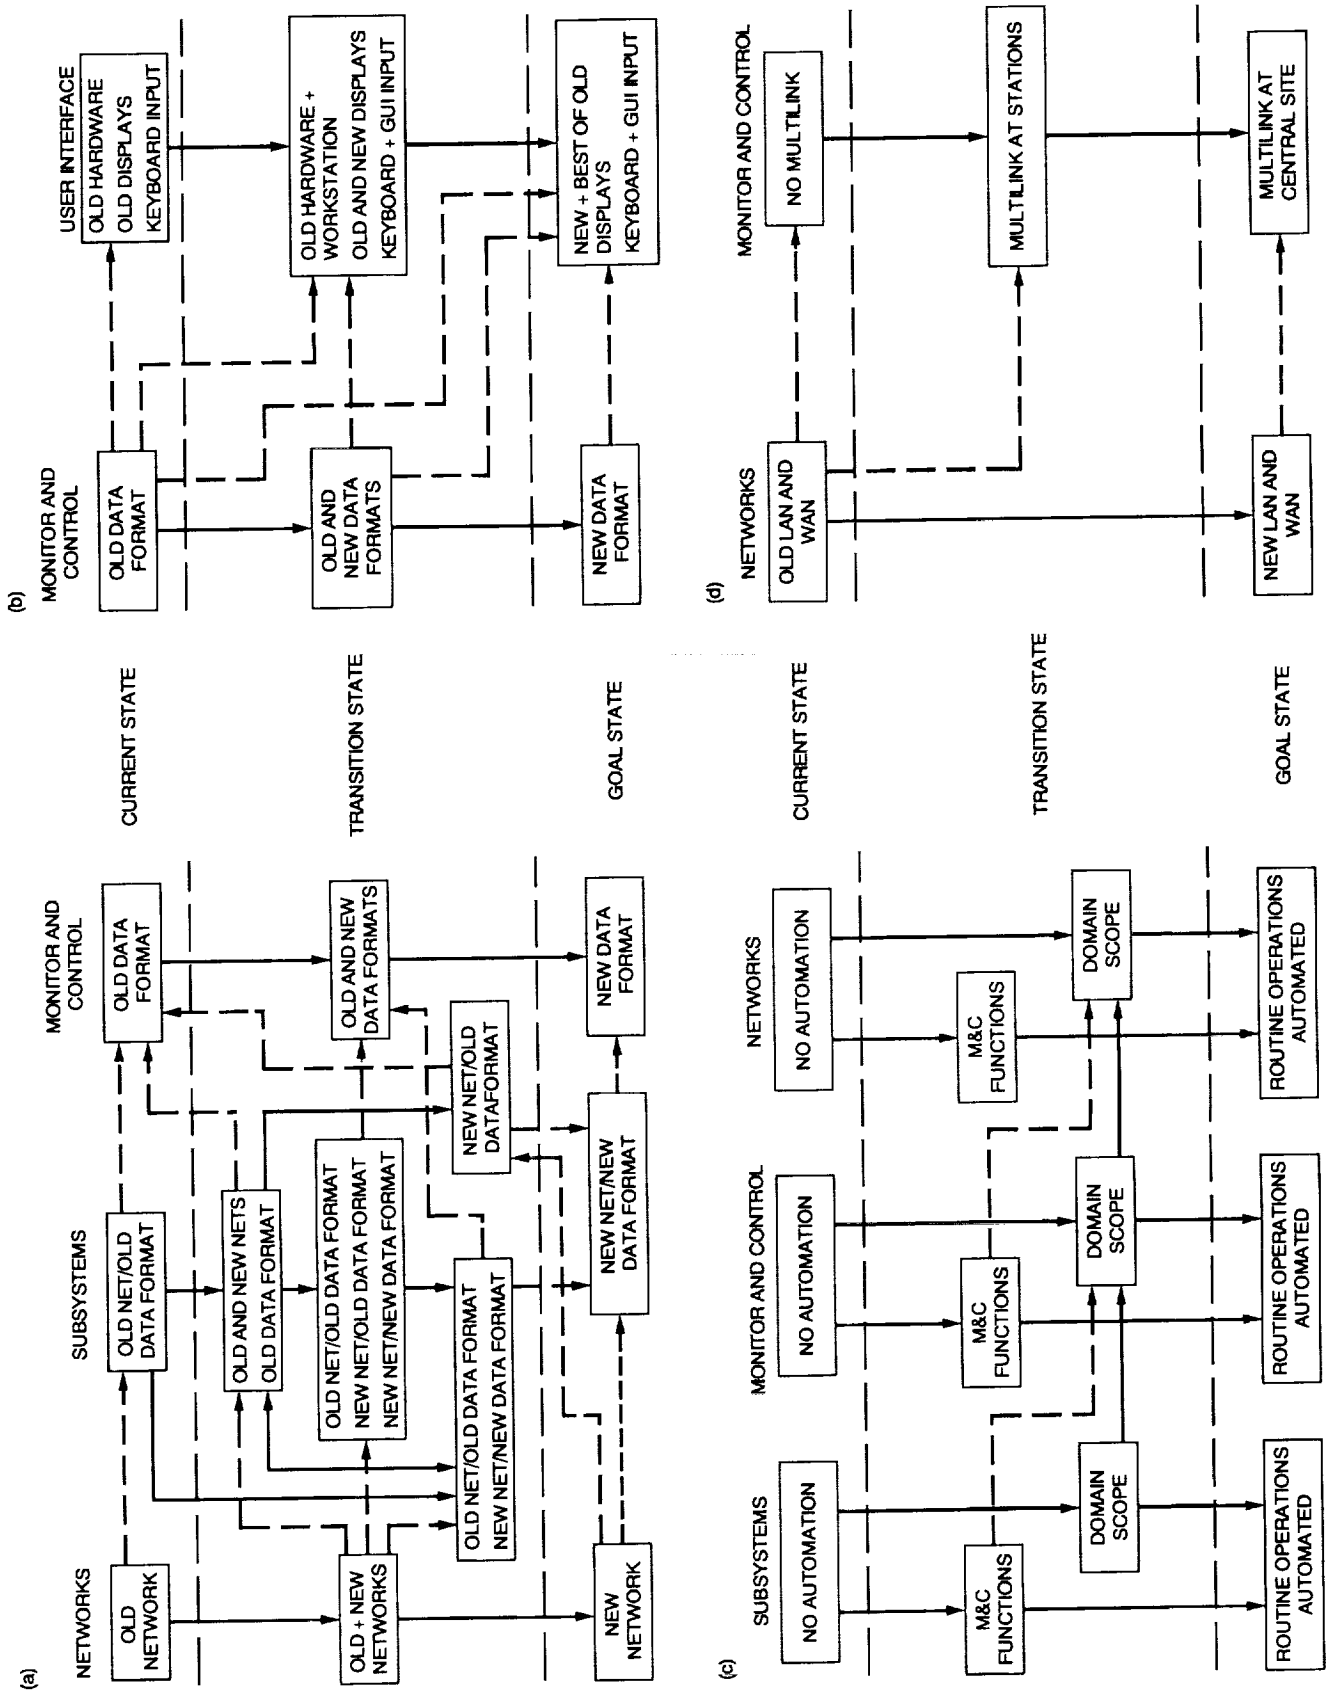 (a)
NETWORKS
SUBSYSTEMS
MONITOR AND
CONTROL
OLD
NETWORK
OLD NET/OLD
DATA FORMAT
OLD DATA
FORMAT
CURRENT STATE
OLD AND NEW NETS
OLD DATA FORMAT
OLD + NEW
NETWORKS
OLD NET/OLD DATA FORMAT
NEW NET/OLD DATA FORMAT
NEW NET/NEW DATA FORMAT
OLD AND NEW
DATA FORMATS
TRANSITION STATE
OLD NET/OLD DATA FORMAT
NEW NET/NEW DATA FORMAT
NEW NET/OLD
DATAFORMAT
NEW
NETWORK
NEW NET/NEW
DATA FORMAT
NEW DATA
FORMAT
GOAL STATE
(b)
MONITOR AND
CONTROL
USER INTERFACE
OLD DATA
FORMAT
OLD HARDWARE
OLD DISPLAYS
KEYBOARD INPUT
OLD AND
NEW DATA
FORMATS
OLD HARDWARE +
WORKSTATION
OLD AND NEW DISPLAYS
KEYBOARD + GUI INPUT
NEW DATA
FORMAT
NEW + BEST OF OLD
DISPLAYS
KEYBOARD + GUI INPUT
(c)
SUBSYSTEMS
MONITOR AND CONTROL
NETWORKS
NO AUTOMATION
NO AUTOMATION
NO AUTOMATION
CURRENT STATE
M&C
FUNCTIONS
M&C
FUNCTIONS
M&C
FUNCTIONS
TRANSITION STATE
DOMAIN
SCOPE
DOMAIN
SCOPE
DOMAIN
SCOPE
ROUTINE OPERATIONS
AUTOMATED
ROUTINE OPERATIONS
AUTOMATED
ROUTINE OPERATIONS
AUTOMATED
GOAL STATE
(d)
NETWORKS
MONITOR AND CONTROL
OLD LAN AND
WAN
NO MULTILINK
MULTILINK AT STATIONS
NEW LAN AND
WAN
MULTILINK AT
CENTRAL SITE